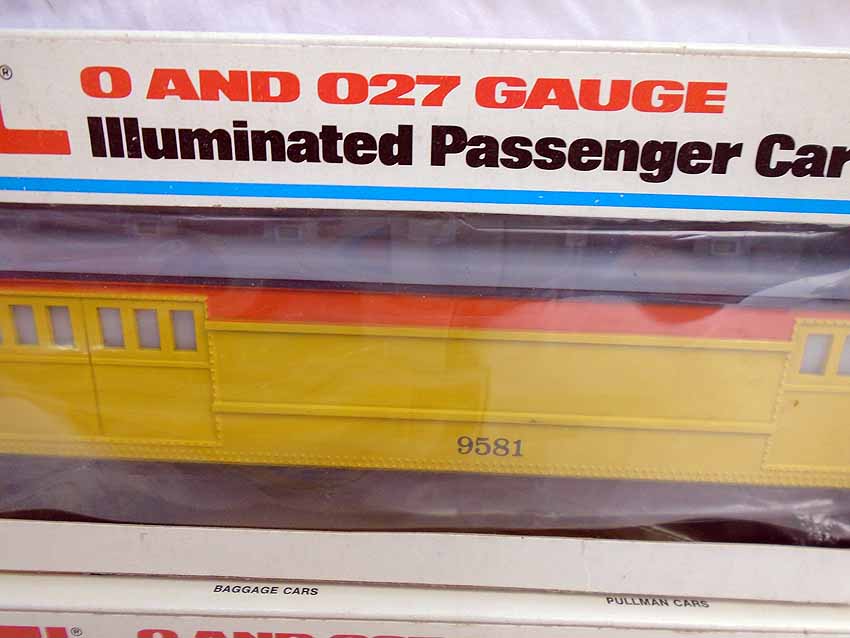 ®
L
O AND O27 GAUGE
Illuminated Passenger Car
9581
BAGGAGE CARS
PULLMAN CARS
®